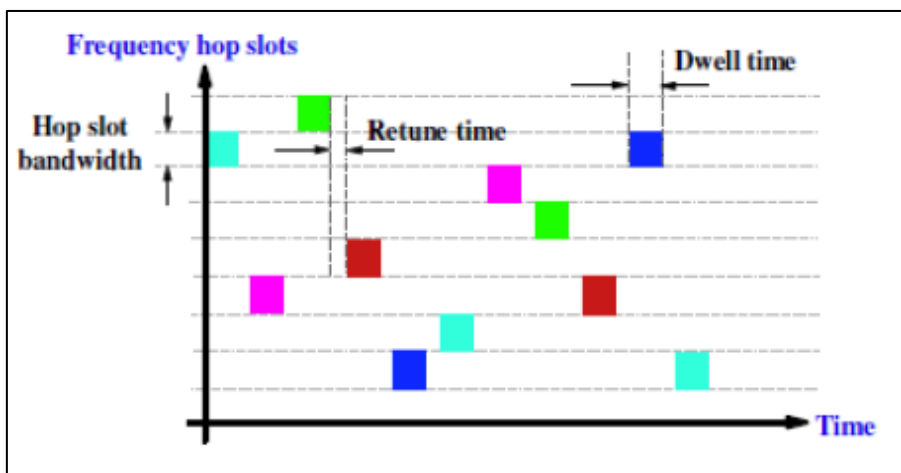 Frequency hop slots
Dwell time
Hop slot
bandwidth
Retune time
Time